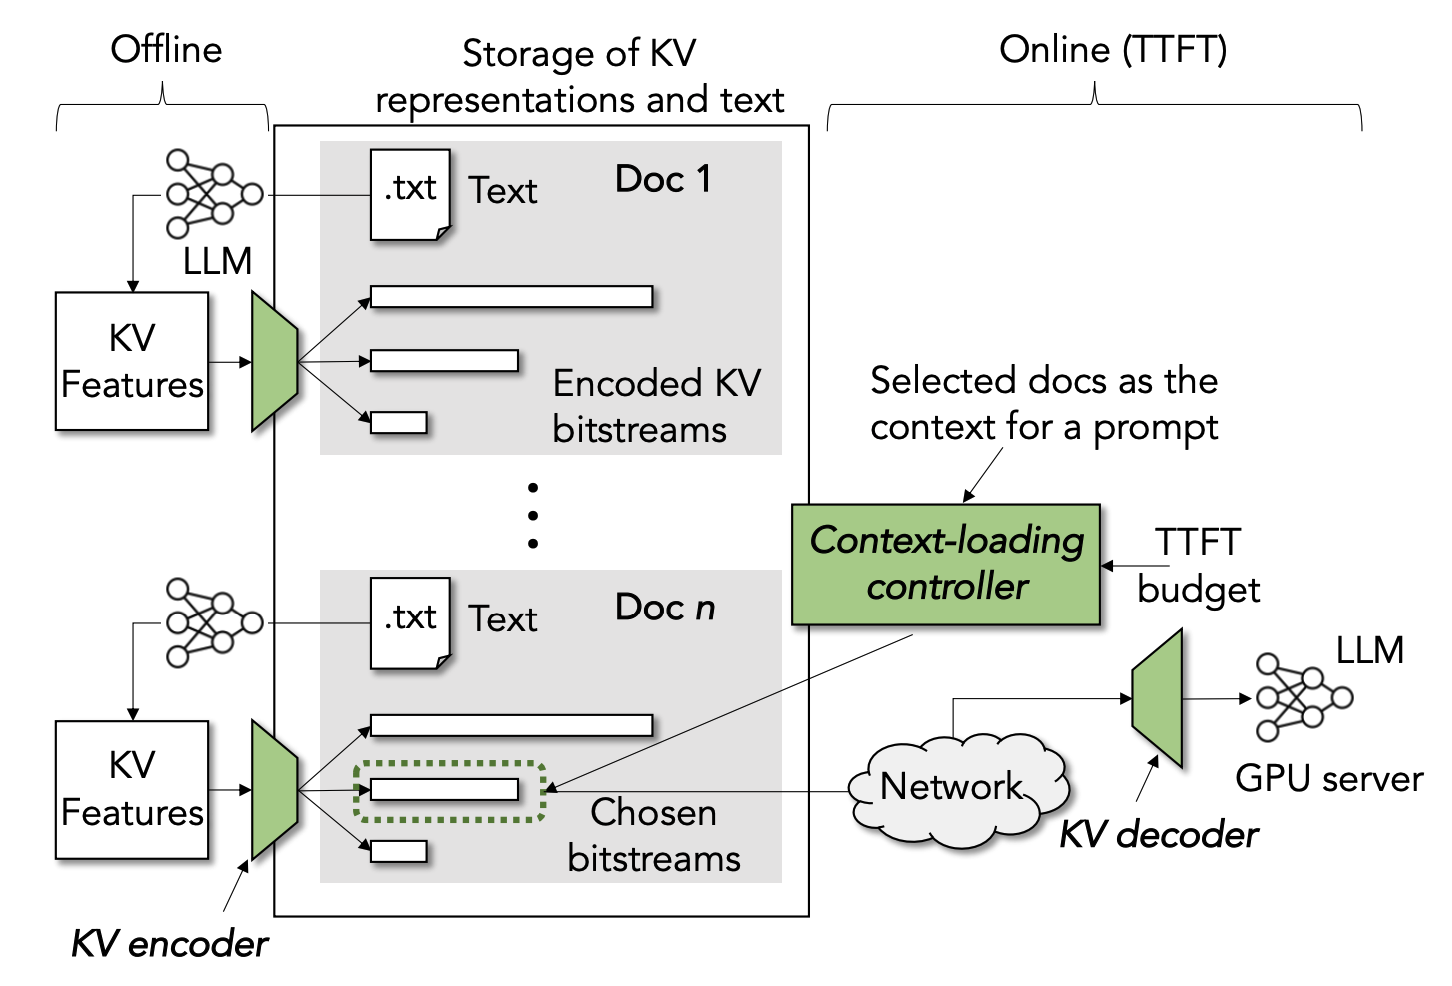 Offline
Storage of KV
representations and text
Online (TTFT)
.txt
Text
Doc 1
LLM
KV
Features
Encoded KV
bitstreams
Selected docs as the
context for a prompt
Context-loading
controller
TTFT
budget
.txt
Text
Doc n
LLM
KV
Features
Chosen
bitstreams
Network
GPU server
KV decoder
KV encoder